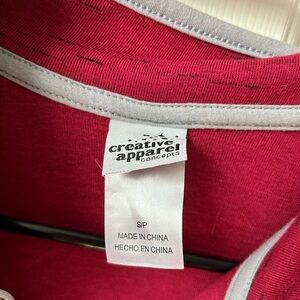 creative
apparel
concepts
S/P
MADE IN CHINA
HECHO EN CHINA